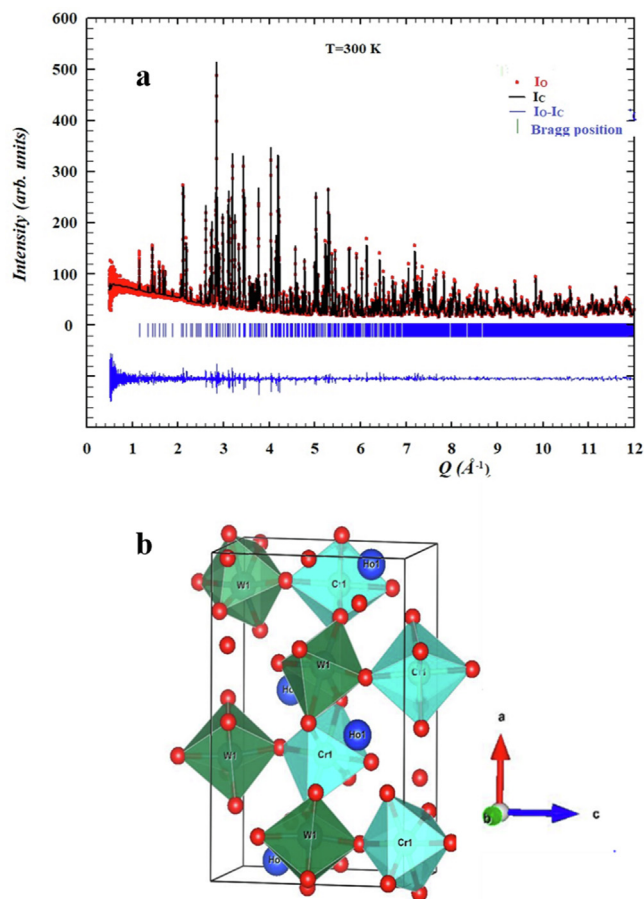 600
T=300 K
a
500
400
300
200
100
0
Intensity (arb. units)
Io
Ic
Io-Ic
Bragg position
0 1 2 3 4 5 6 7 8 9 10 11 12
Q (Å-1)
b
W1
Cr1
Ho1
W1
Cr1
Ho
W1
Cr1
Ho1
W1
Cr1
Ho
a
b
c